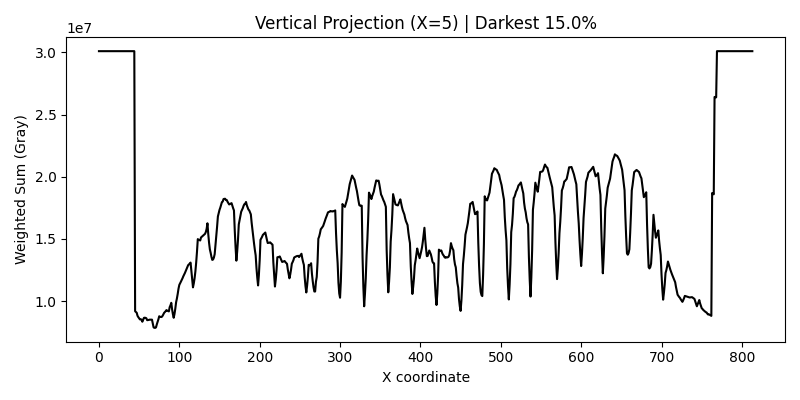 Vertical Projection (X=5) | Darkest 15.0%
1e7
3.0
2.5
2.0
1.5
1.0
Weighted Sum (Gray)
0 100 200 300 400 500 600 700 800
X coordinate